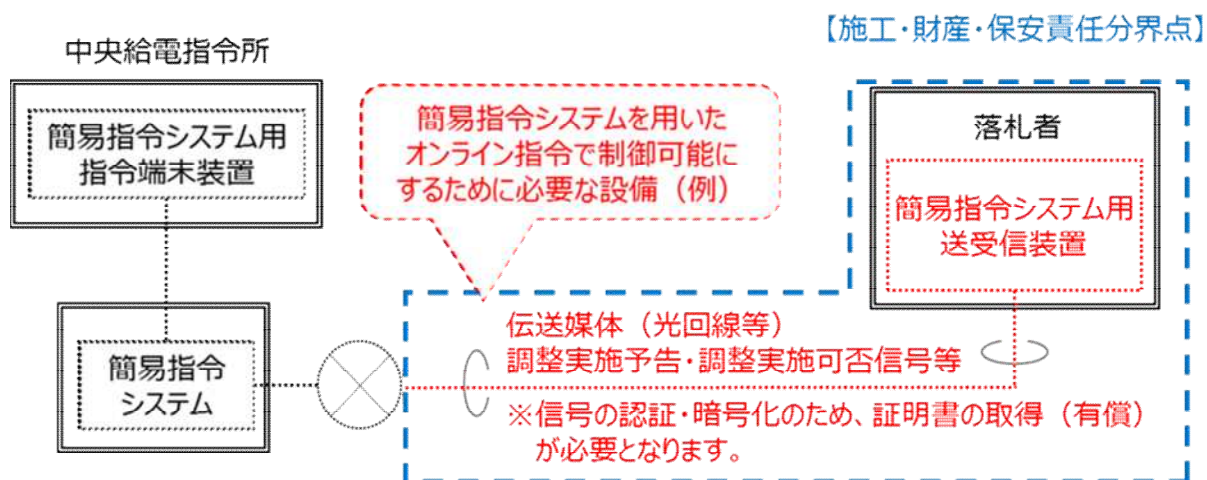 【施工・財産・保安責任分界点】
中央給電指令所
簡易指令システム用
指令端末装置
簡易指令システムを用いた
オンライン指令で制御可能に
するために必要な設備（例）
落札者
簡易指令システム用
送受信装置
簡易指令
システム
伝送媒体（光回線等）
調整実施予告・調整実施可否信号等
※信号の認証・暗号化のため、証明書の取得（有償）
が必要となります。